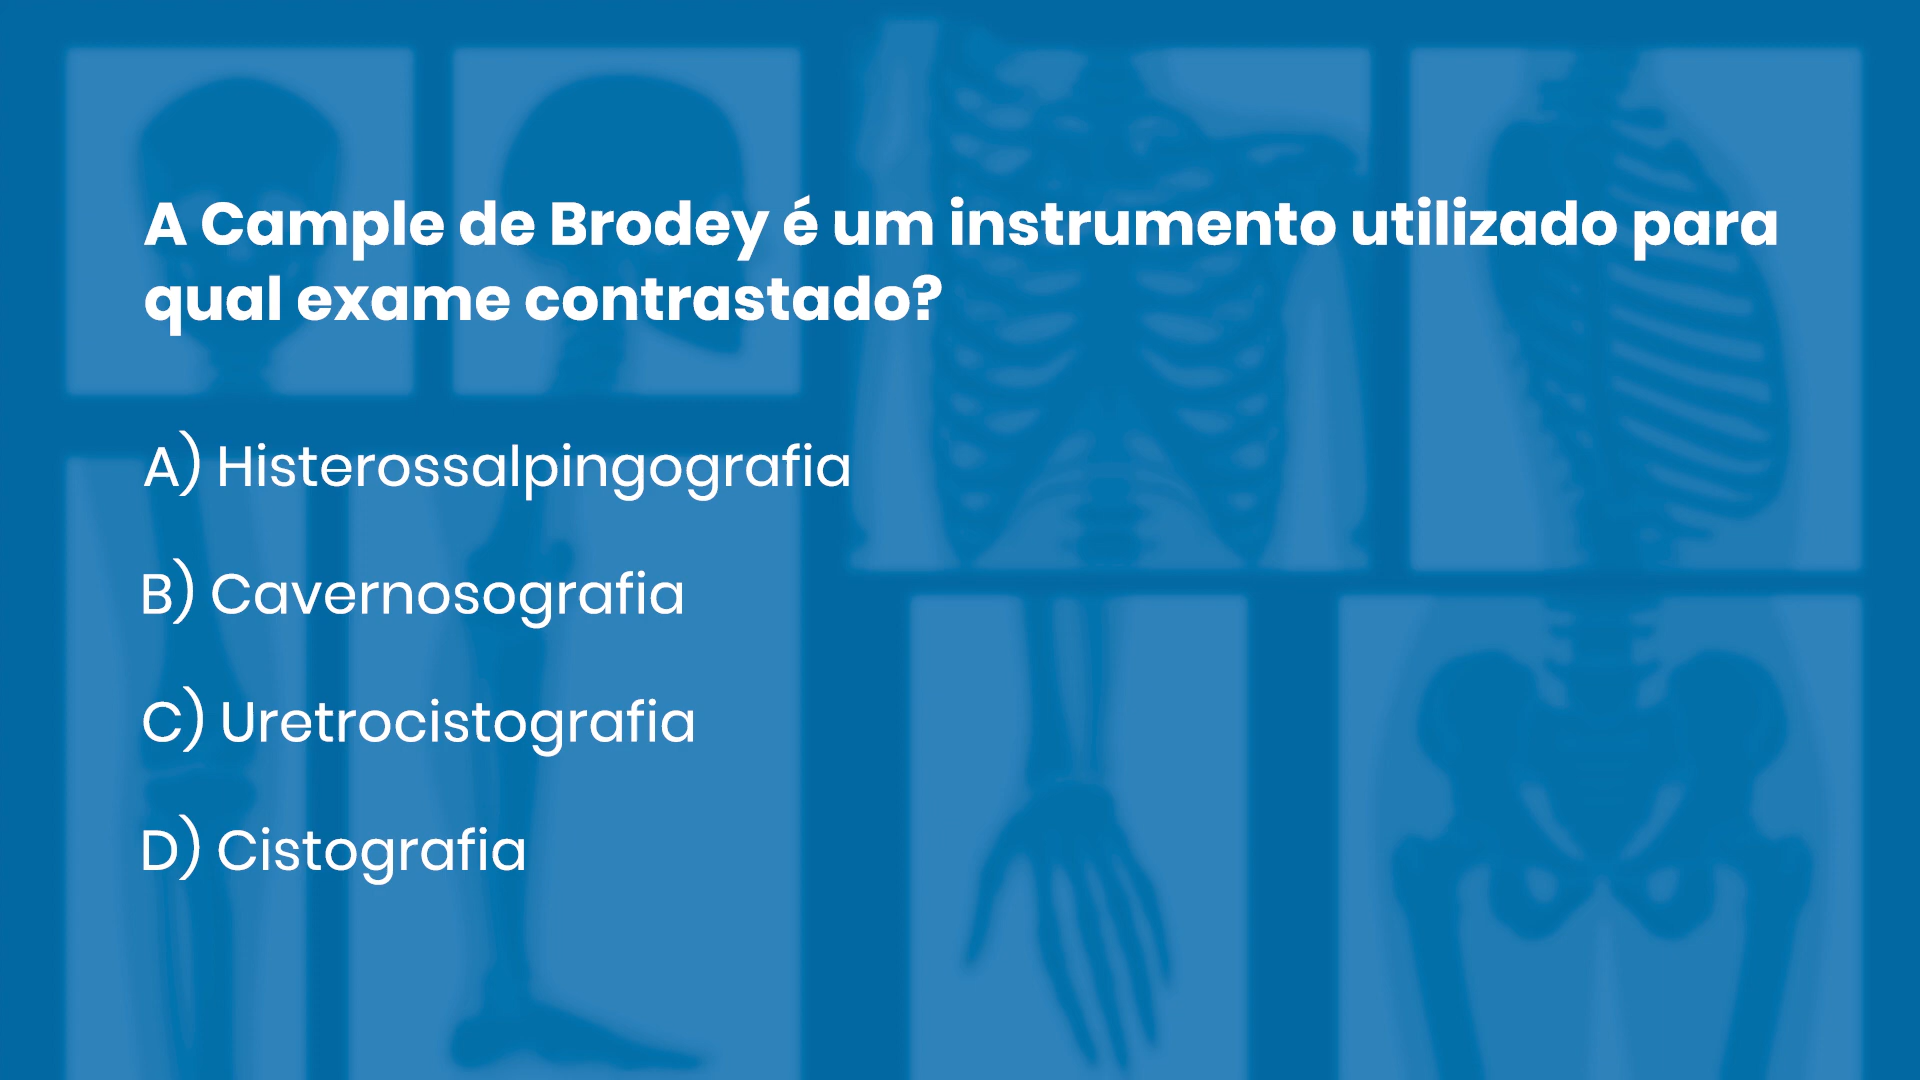 A Cample de Brodey é um instrumento utilizado para
qual exame contrastado?
A) Histerossalpingografia
B) Cavernosografia
C) Uretrocistografia
D) Cistografia